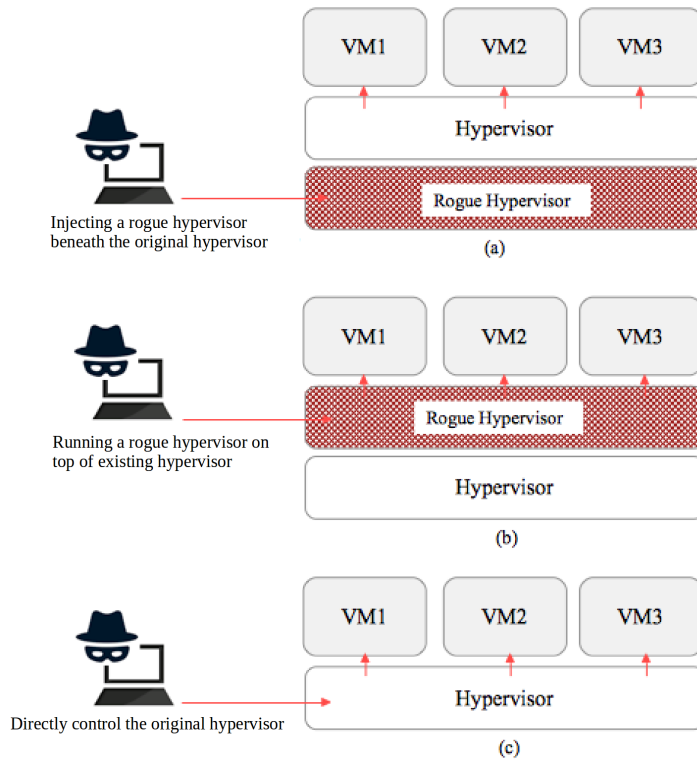 VM1
VM2
VM3
Hypervisor
Rogue Hypervisor
Injecting a rogue hypervisor
beneath the original hypervisor
(a)
VM1
VM2
VM3
Rogue Hypervisor
Running a rogue hypervisor on
top of existing hypervisor
Hypervisor
(b)
VM1
VM2
VM3
Hypervisor
Directly control the original hypervisor
(c)